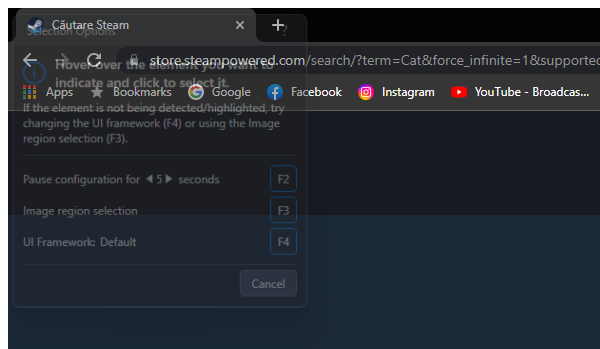 Căutare Steam
Selection Options
?
Hover over the element you want to
indicate and click to select it.
store.steampowered.com/search/?term=Cat&force_infinite=1&supported
Apps
Bookmarks
Google
Facebook
Instagram
YouTube - Broadcas...
If the element is not being detected/highlighted, try
changing the UI framework (F4) or using the Image
region selection (F3).
Pause configuration for 5 seconds
F2
Image region selection
F3
UI Framework: Default
F4
Cancel